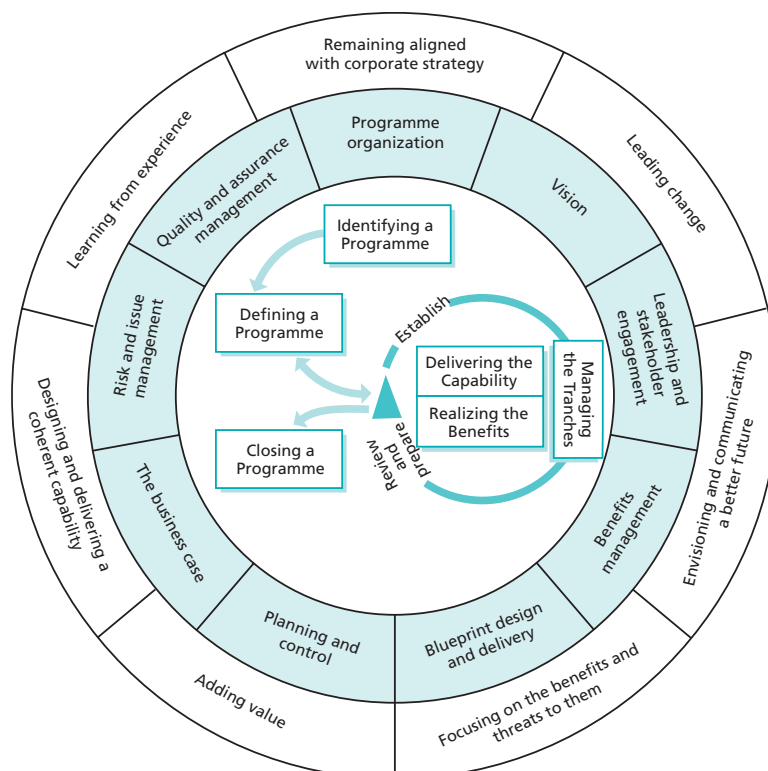 Remaining aligned
with corporate strategy
Leading change
Envisioning and communicating
a better future
Focusing on the benefits and
threats to them
Adding value
Designing and delivering a
coherent capability
Learning from experience
Programme
organization
Vision
Leadership and
stakeholder
engagement
Benefits
management
Blueprint design
and delivery
Planning and
control
The business case
Risk and issue
management
Quality and assurance
management
Identifying a
Programme
Defining a
Programme
Closing a
Programme
Establish
Delivering the
Capability
Realizing the
Benefits
Managing
the Tranches
Review
and
prepare